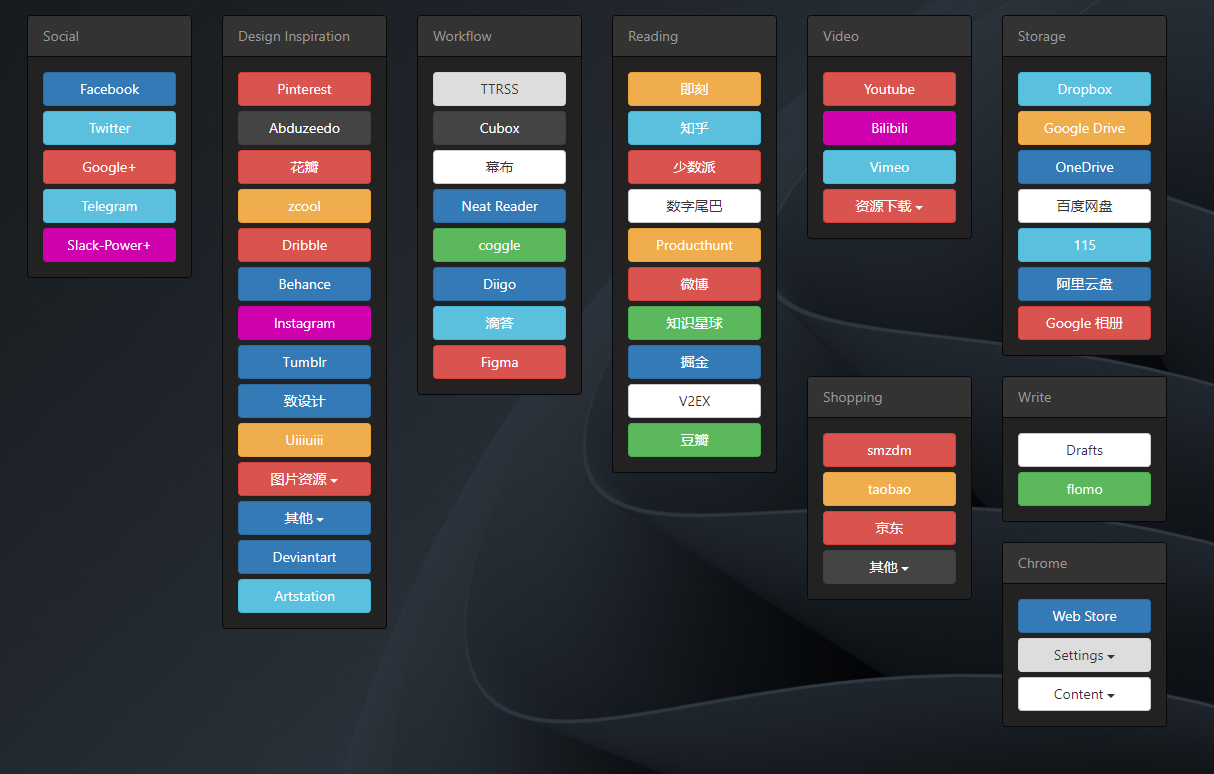 Social
Facebook
Twitter
Google+
Telegram
Slack-Power+
Design Inspiration
Pinterest
Abduzeedo
花瓣
zcool
Dribble
Behance
Instagram
Tumblr
致设计
Uiiiuiii
图片资源
其他
Deviantart
Artstation
Workflow
TTRSS
Cubox
幕布
Neat Reader
coggle
Diigo
滴答
Figma
Reading
即刻
知乎
少数派
数字尾巴
Producthunt
微博
知识星球
掘金
V2EX
豆瓣
Video
Youtube
Bilibili
Vimeo
资源下载
Shopping
smzdm
taobao
京东
其他
Storage
Dropbox
Google Drive
OneDrive
百度网盘
115
阿里云盘
Google 相册
Write
Drafts
flomo
Chrome
Web Store
Settings
Content